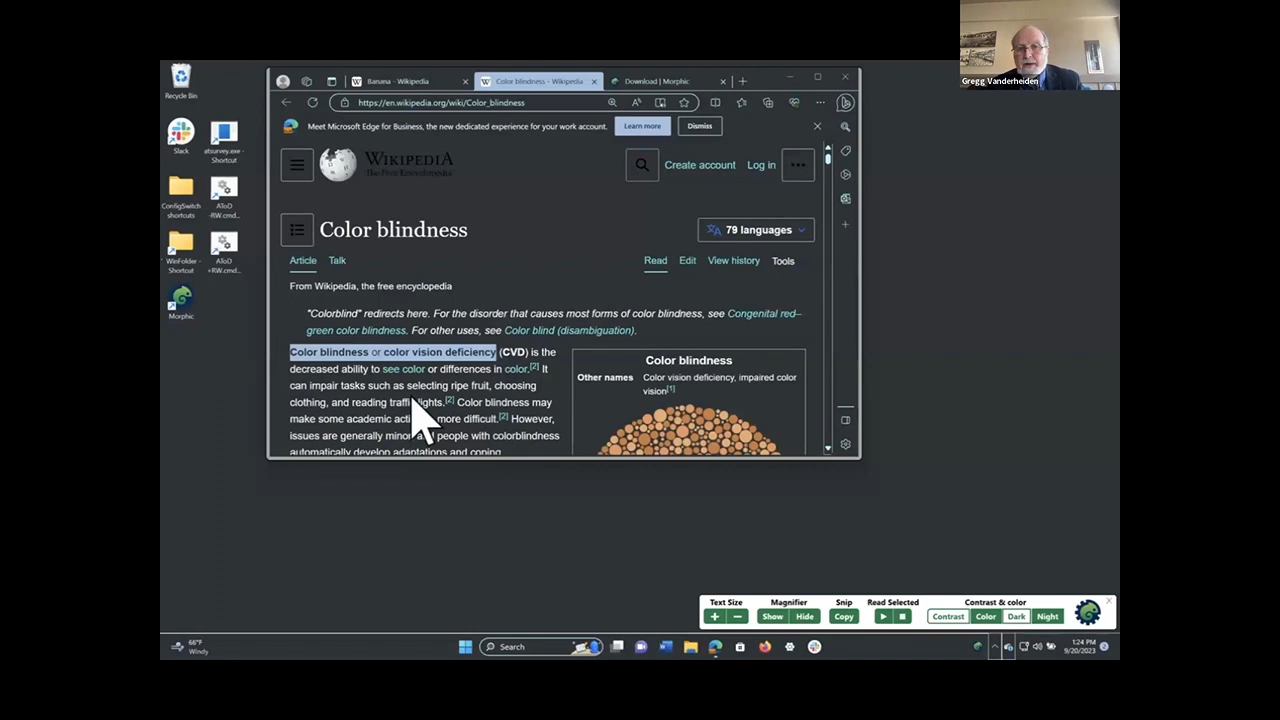 Gregg Vanderheiden
Recycle Bin
Slack
atsurvey.exe - Shortcut
ConfigSwitch shortcuts
AToD -RW.cmd...
WinFolder - Shortcut
AToD +RW.cmd...
Morphic
Banana - Wikipedia
Color blindness - Wikipedia
Download | Morphic
https://en.wikipedia.org/wiki/Color_blindness
Meet Microsoft Edge for Business, the new dedicated experience for your work account.
Learn more
Dismiss
WIKIPEDIA
The Free Encyclopedia
Create account Log in
Color blindness
79 languages
Article Talk
Read Edit View history Tools
From Wikipedia, the free encyclopedia
"Colorblind" redirects here. For the disorder that causes most forms of color blindness, see Congenital red–
green color blindness. For other uses, see Color blind (disambiguation).
Color blindness or color vision deficiency (CVD) is the
decreased ability to see color or differences in color.[2] It
can impair tasks such as selecting ripe fruit, choosing
clothing, and reading traffic lights.[2] Color blindness may
make some academic more difficult.[2] However,
issues are generally minor people with colorblindness
automatically develop adaptations and coping
Color blindness
Other names Color vision deficiency, impaired color
vision[1]
Text Size Magnifier Snip Read Selected Contrast & color
+ − Show Hide Copy Contrast Color Dark Night
66°F
Windy
Search
1:24 PM
9/20/2023